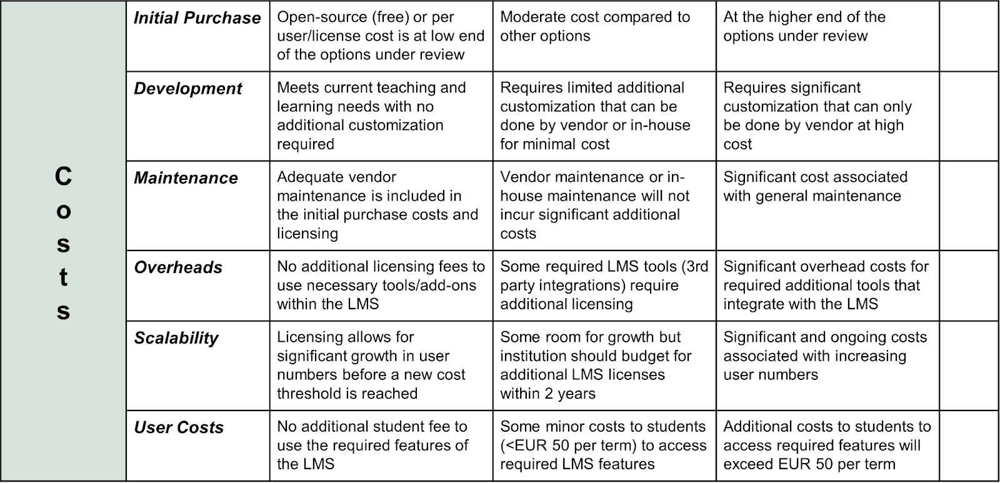 Costs
Initial Purchase
Open-source (free) or per
user/license cost is at low end
of the options under review
Moderate cost compared to
other options
At the higher end of the
options under review
Development
Meets current teaching and
learning needs with no
additional customization
required
Requires limited additional
customization that can be
done by vendor or in-house
for minimal cost
Requires significant
customization that can only
be done by vendor at high
cost
Maintenance
Adequate vendor
maintenance is included in
the initial purchase costs and
licensing
Vendor maintenance or in-
house maintenance will not
incur significant additional
costs
Significant cost associated
with general maintenance
Overheads
No additional licensing fees to
use necessary tools/add-ons
within the LMS
Some required LMS tools (3rd
party integrations) require
additional licensing
Significant overhead costs for
required additional tools that
integrate with the LMS
Scalability
Licensing allows for
significant growth in user
numbers before a new cost
threshold is reached
Some room for growth but
institution should budget for
additional LMS licenses
within 2 years
Significant and ongoing costs
associated with increasing
user numbers
User Costs
No additional student fee to
use the required features of
the LMS
Some minor costs to students
(<EUR 50 per term) to access
required LMS features
Additional costs to students to
access required features will
exceed EUR 50 per term